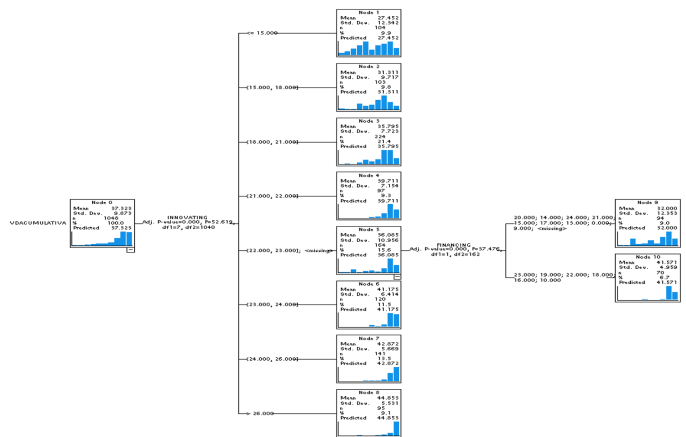 VDACUMULATIVA
Node 0
Mean 37.323
Std. Dev. 9.873
n 1048
% 100.0
Predicted 37.323
INNOVATING
Adj. P-value=0.000, F=52.619,
df1=7, df2=1040
<= 15.000
Node 1
Mean 27.452
Std. Dev. 12.342
n 104
% 9.9
Predicted 27.452
(15.000, 18.000]
Node 2
Mean 31.311
Std. Dev. 9.717
n 103
% 9.8
Predicted 31.311
(18.000, 21.000]
Node 3
Mean 35.795
Std. Dev. 7.723
n 224
% 21.4
Predicted 35.795
(21.000, 22.000]
Node 4
Mean 39.711
Std. Dev. 7.154
n 97
%
Predicted 39.711
(22.000, 23.000]; <missing>
Node 5
Mean 36.085
Std. Dev. 10.956
n 164
% 15.6
Predicted 36.085
(23.000, 24.000]
Node 6
Mean 41.175
Std. Dev. 6.414
n 120
% 11.5
Predicted 41.175
(24.000, 26.000]
Node 7
Mean 42.872
Std. Dev. 5.669
n 141
% 13.5
Predicted 42.872
> 26.000
Node 8
Mean 44.853
Std. Dev. 5.531
n 95
% 9.1
Predicted 44.853
FINANCING
Adj. P-value=0.000, F=37.476,
df1=1, df2=162
20.000; 14.000; 24.000; 21.000;
15.000; 17.000; 13.000; 0.000;
9.000; <missing>
Node 9
Mean 32.000
Std. Dev. 12.353
n 94
% 9.0
Predicted 32.000
23.000; 19.000; 22.000; 18.000;
16.000; 10.000
Node 10
Mean 41.571
Std. Dev. 4.959
n 70
% 6.7
Predicted 41.571